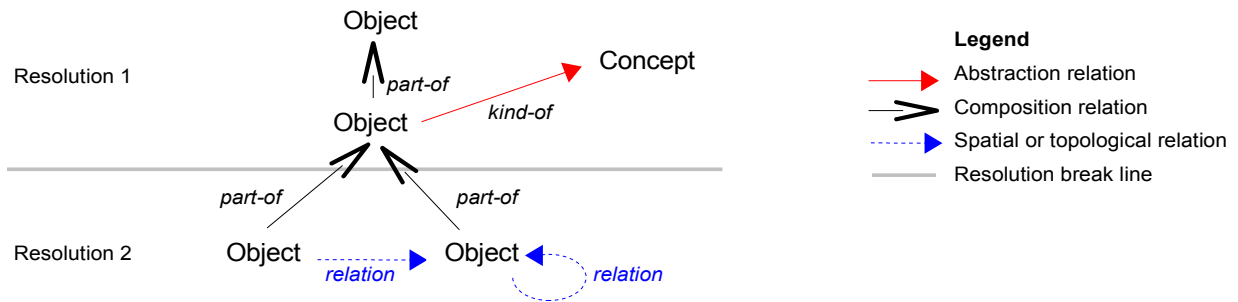 Object
Resolution 1
part-of
Concept
kind-of
Object
part-of
part-of
Resolution 2
Object
relation
Object
relation
Legend
Abstraction relation
Composition relation
Spatial or topological relation
Resolution break line